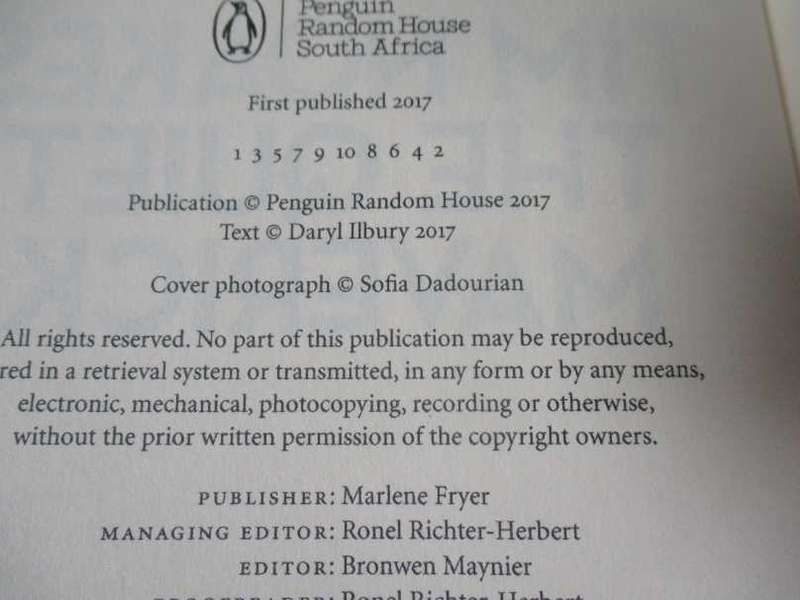 Penguin
Random House
South Africa
First published 2017
1 3 5 7 9 10 8 6 4 2
Publication © Penguin Random House 2017
Text © Daryl Ilbury 2017
Cover photograph © Sofia Dadourian
All rights reserved. No part of this publication may be reproduced,
red in a retrieval system or transmitted, in any form or by any means,
electronic, mechanical, photocopying, recording or otherwise,
without the prior written permission of the copyright owners.
PUBLISHER: Marlene Fryer
MANAGING EDITOR: Ronel Richter-Herbert
EDITOR: Bronwen Maynier
PROOFREADER: Ronel Richter-Herbert